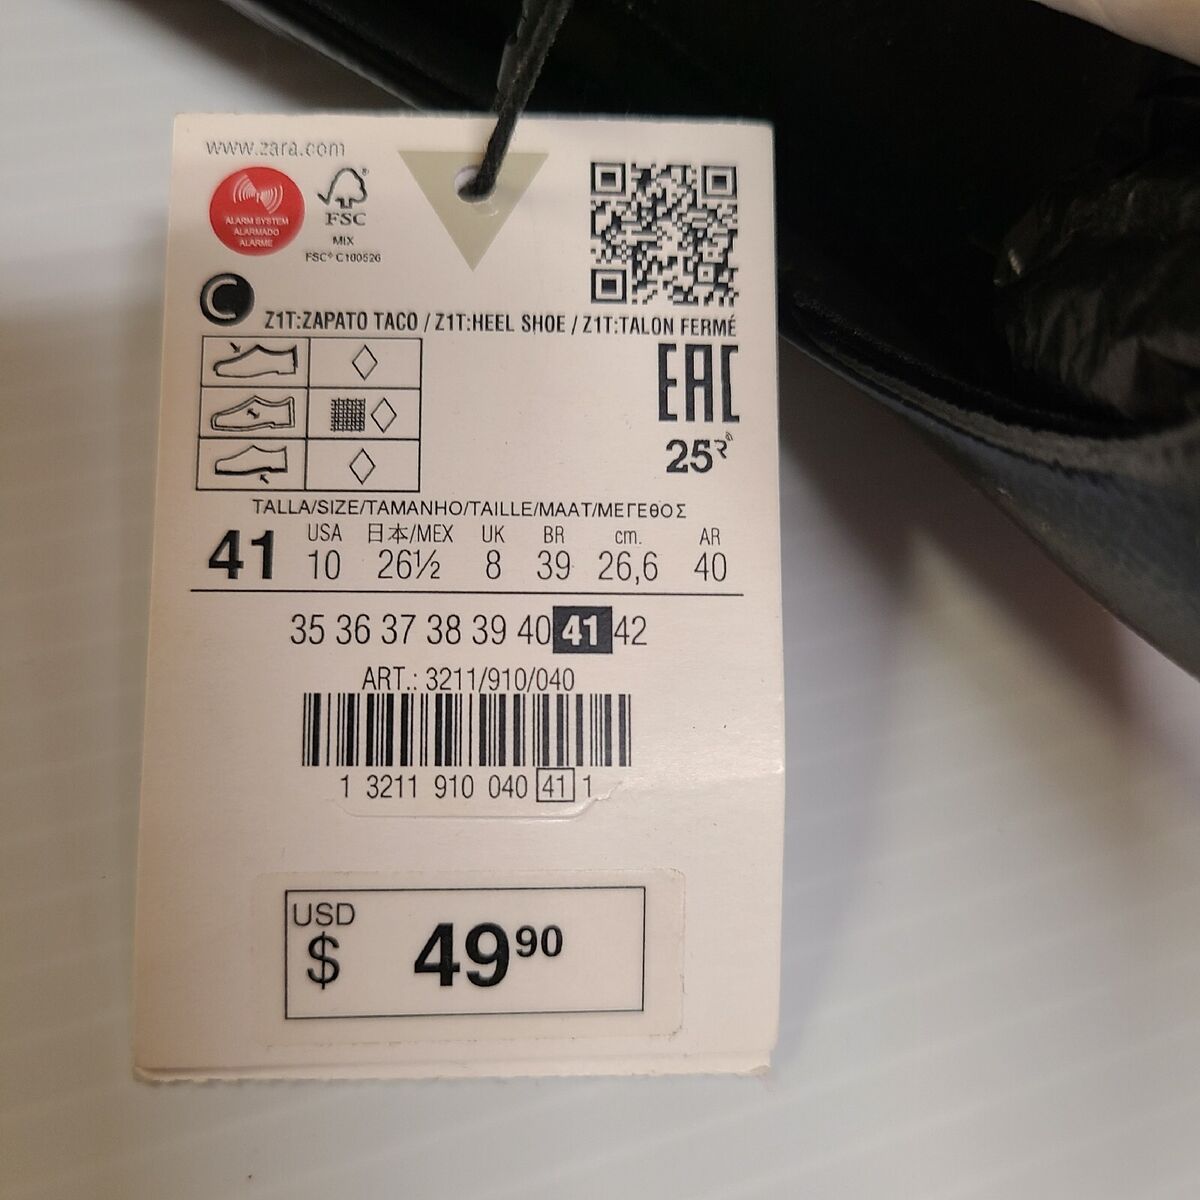 www.zara.com
ALARM SYSTEM
ALARMADO
ALARME
FSC
MIX
FSC® C100526
C
Z1T:ZAPATO TACO / Z1T:HEEL SHOE / Z1T:TALON FERMÉ
EAC
25R
TALLA/SIZE/TAMANHO/TAILLE/MAAT/ΜΕΓΕΘΟΣ
41 USA 日本/MEX UK BR cm. AR
10 26½ 8 39 26,6 40
35 36 37 38 39 40 41 42
ART.: 3211/910/040
1 3211 910 040 41 1
USD
$ 49 90